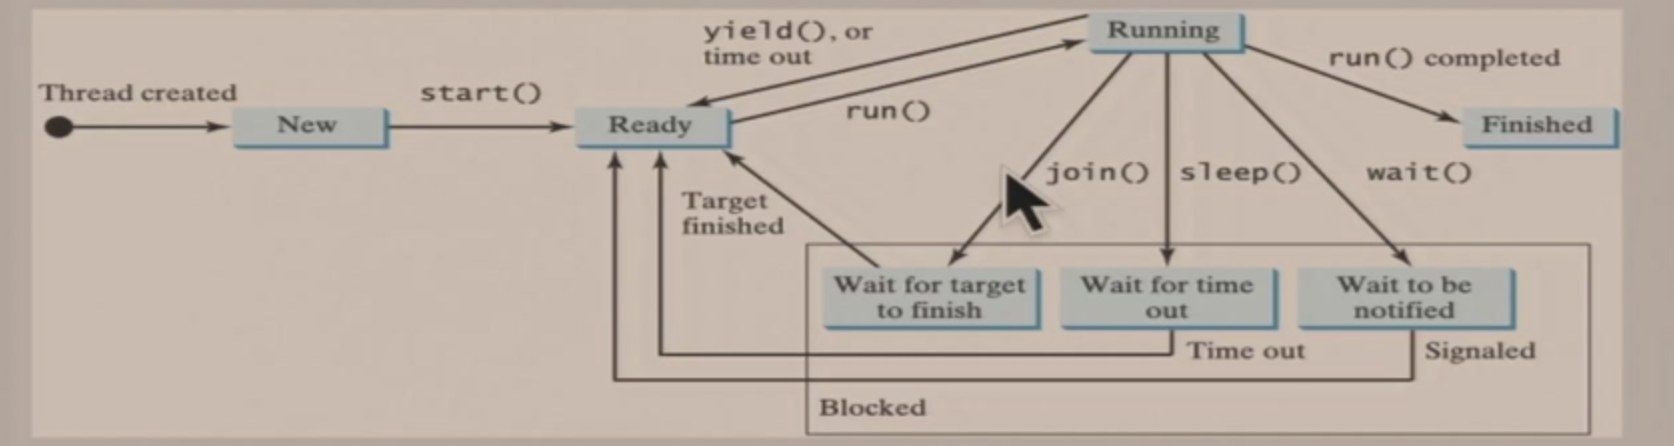 yield(), or
time out
Running
run() completed
Thread created
start()
New
Ready
run()
Finished
join()
sleep()
wait()
Target
finished
Wait for target
to finish
Wait for time
out
Wait to be
notified
Time out
Signaled
Blocked